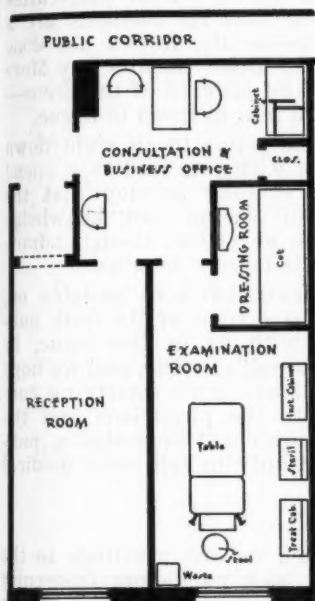 PUBLIC CORRIDOR
Cabinet
CONSULTATION &
BUSINESS OFFICE
CLOS.
DRESSING ROOM
Cot
EXAMINATION
ROOM
RECEPTION
ROOM
Inst Cabinet
Table
Steril
Treat Cab.
Stool
Waste